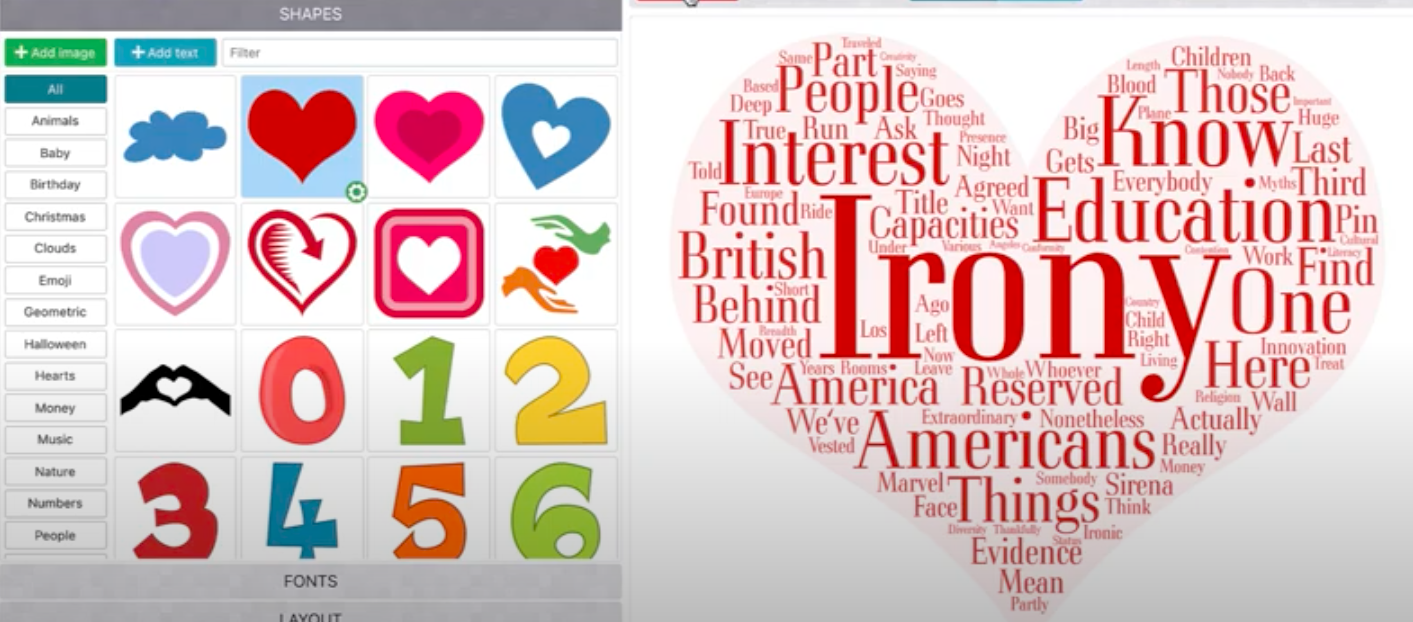 SHAPES
+ Add image
+ Add text
Filter
All
Animals
Baby
Birthday
Christmas
Clouds
Emoji
Geometric
Halloween
Hearts
Money
Music
Nature
Numbers
People
0 1 2
3 4 5 6
FONTS
LAYOUT
Traveled
Same Part Creativity
Saying
Children
Length
Nobody Back
Based People Goes
Blood Those Important
Deep
Thought
Plane
Huge
True Run Ask
Presence
Big Know Last
Interest Night
Gets
Told
Everybody Myths Third
Europe
Agreed
Title Want
Education Pin
Found Ride
Capacities
Cultural
Under Various Angeles Conformity
Contention
Literacy
British
Work Find
Irony
Short
Behind
Ago
Country
One
Breadth
Los
Left
Child
Moved
Right
Innovation
Now
Living
Here
Treat
Years Rooms Leave
Whole Whoever
See America Reserved
Religion Wall
We've
Extraordinary Nonetheless
Actually
Vested Americans Really
Money
Marvel
Somebody Sirena
Face Things Think
Diversity Thankfully
Status Ironic
Evidence
Mean
Partly